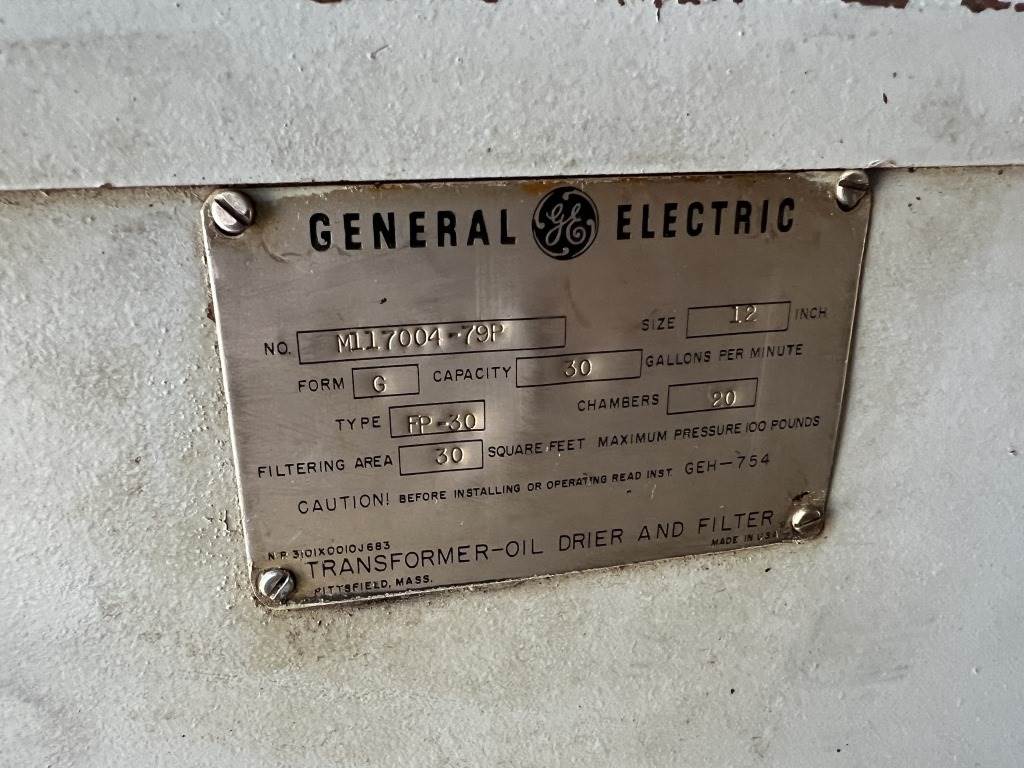 GENERAL GE ELECTRIC
NO. M117004-79P SIZE 12 INCH
FORM G CAPACITY 30 GALLONS PER MINUTE
TYPE FP-30 CHAMBERS 20
FILTERING AREA 30 SQUARE FEET MAXIMUM PRESSURE 100 POUNDS
CAUTION! BEFORE INSTALLING OR OPERATING READ INST. GEH-754
N.P. 3101X0010J683
TRANSFORMER-OIL DRIER AND FILTER
PITTSFIELD, MASS. MADE IN U.S.A.